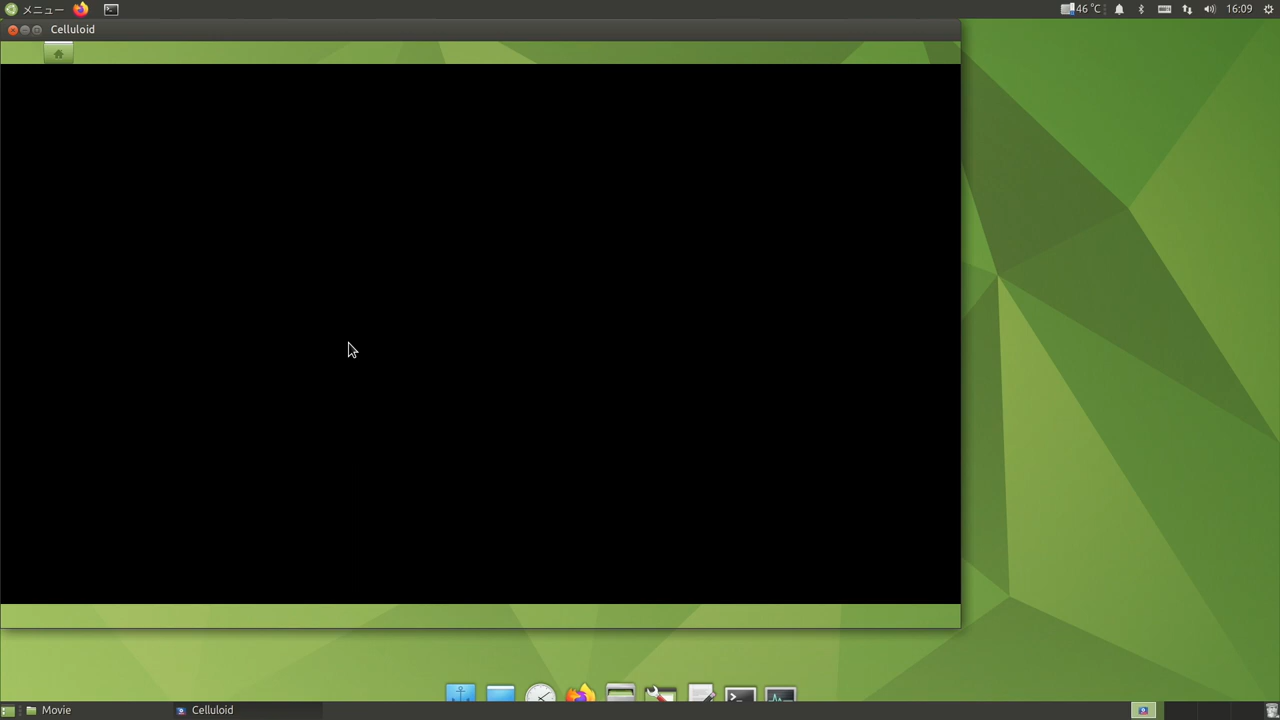 メニュー
46 ℃
16:09
Celluloid
Movie
Celluloid